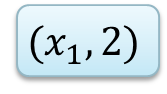 (x₁, 2)